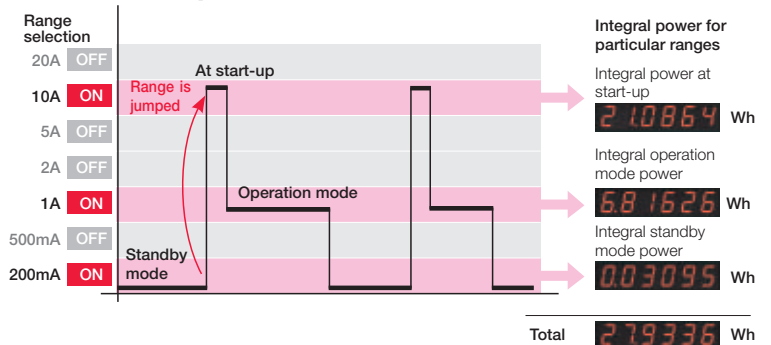 Range
selection
Integral power for
particular ranges
20A OFF
At start-up
Integral power at
start-up
10A ON
Range is
jumped
21.0864 Wh
5A OFF
Integral operation
mode power
2A OFF
Operation mode
1A ON
6.81626 Wh
Integral standby
mode power
500mA OFF
Standby
mode
200mA ON
0.03095 Wh
Total 27.9336 Wh